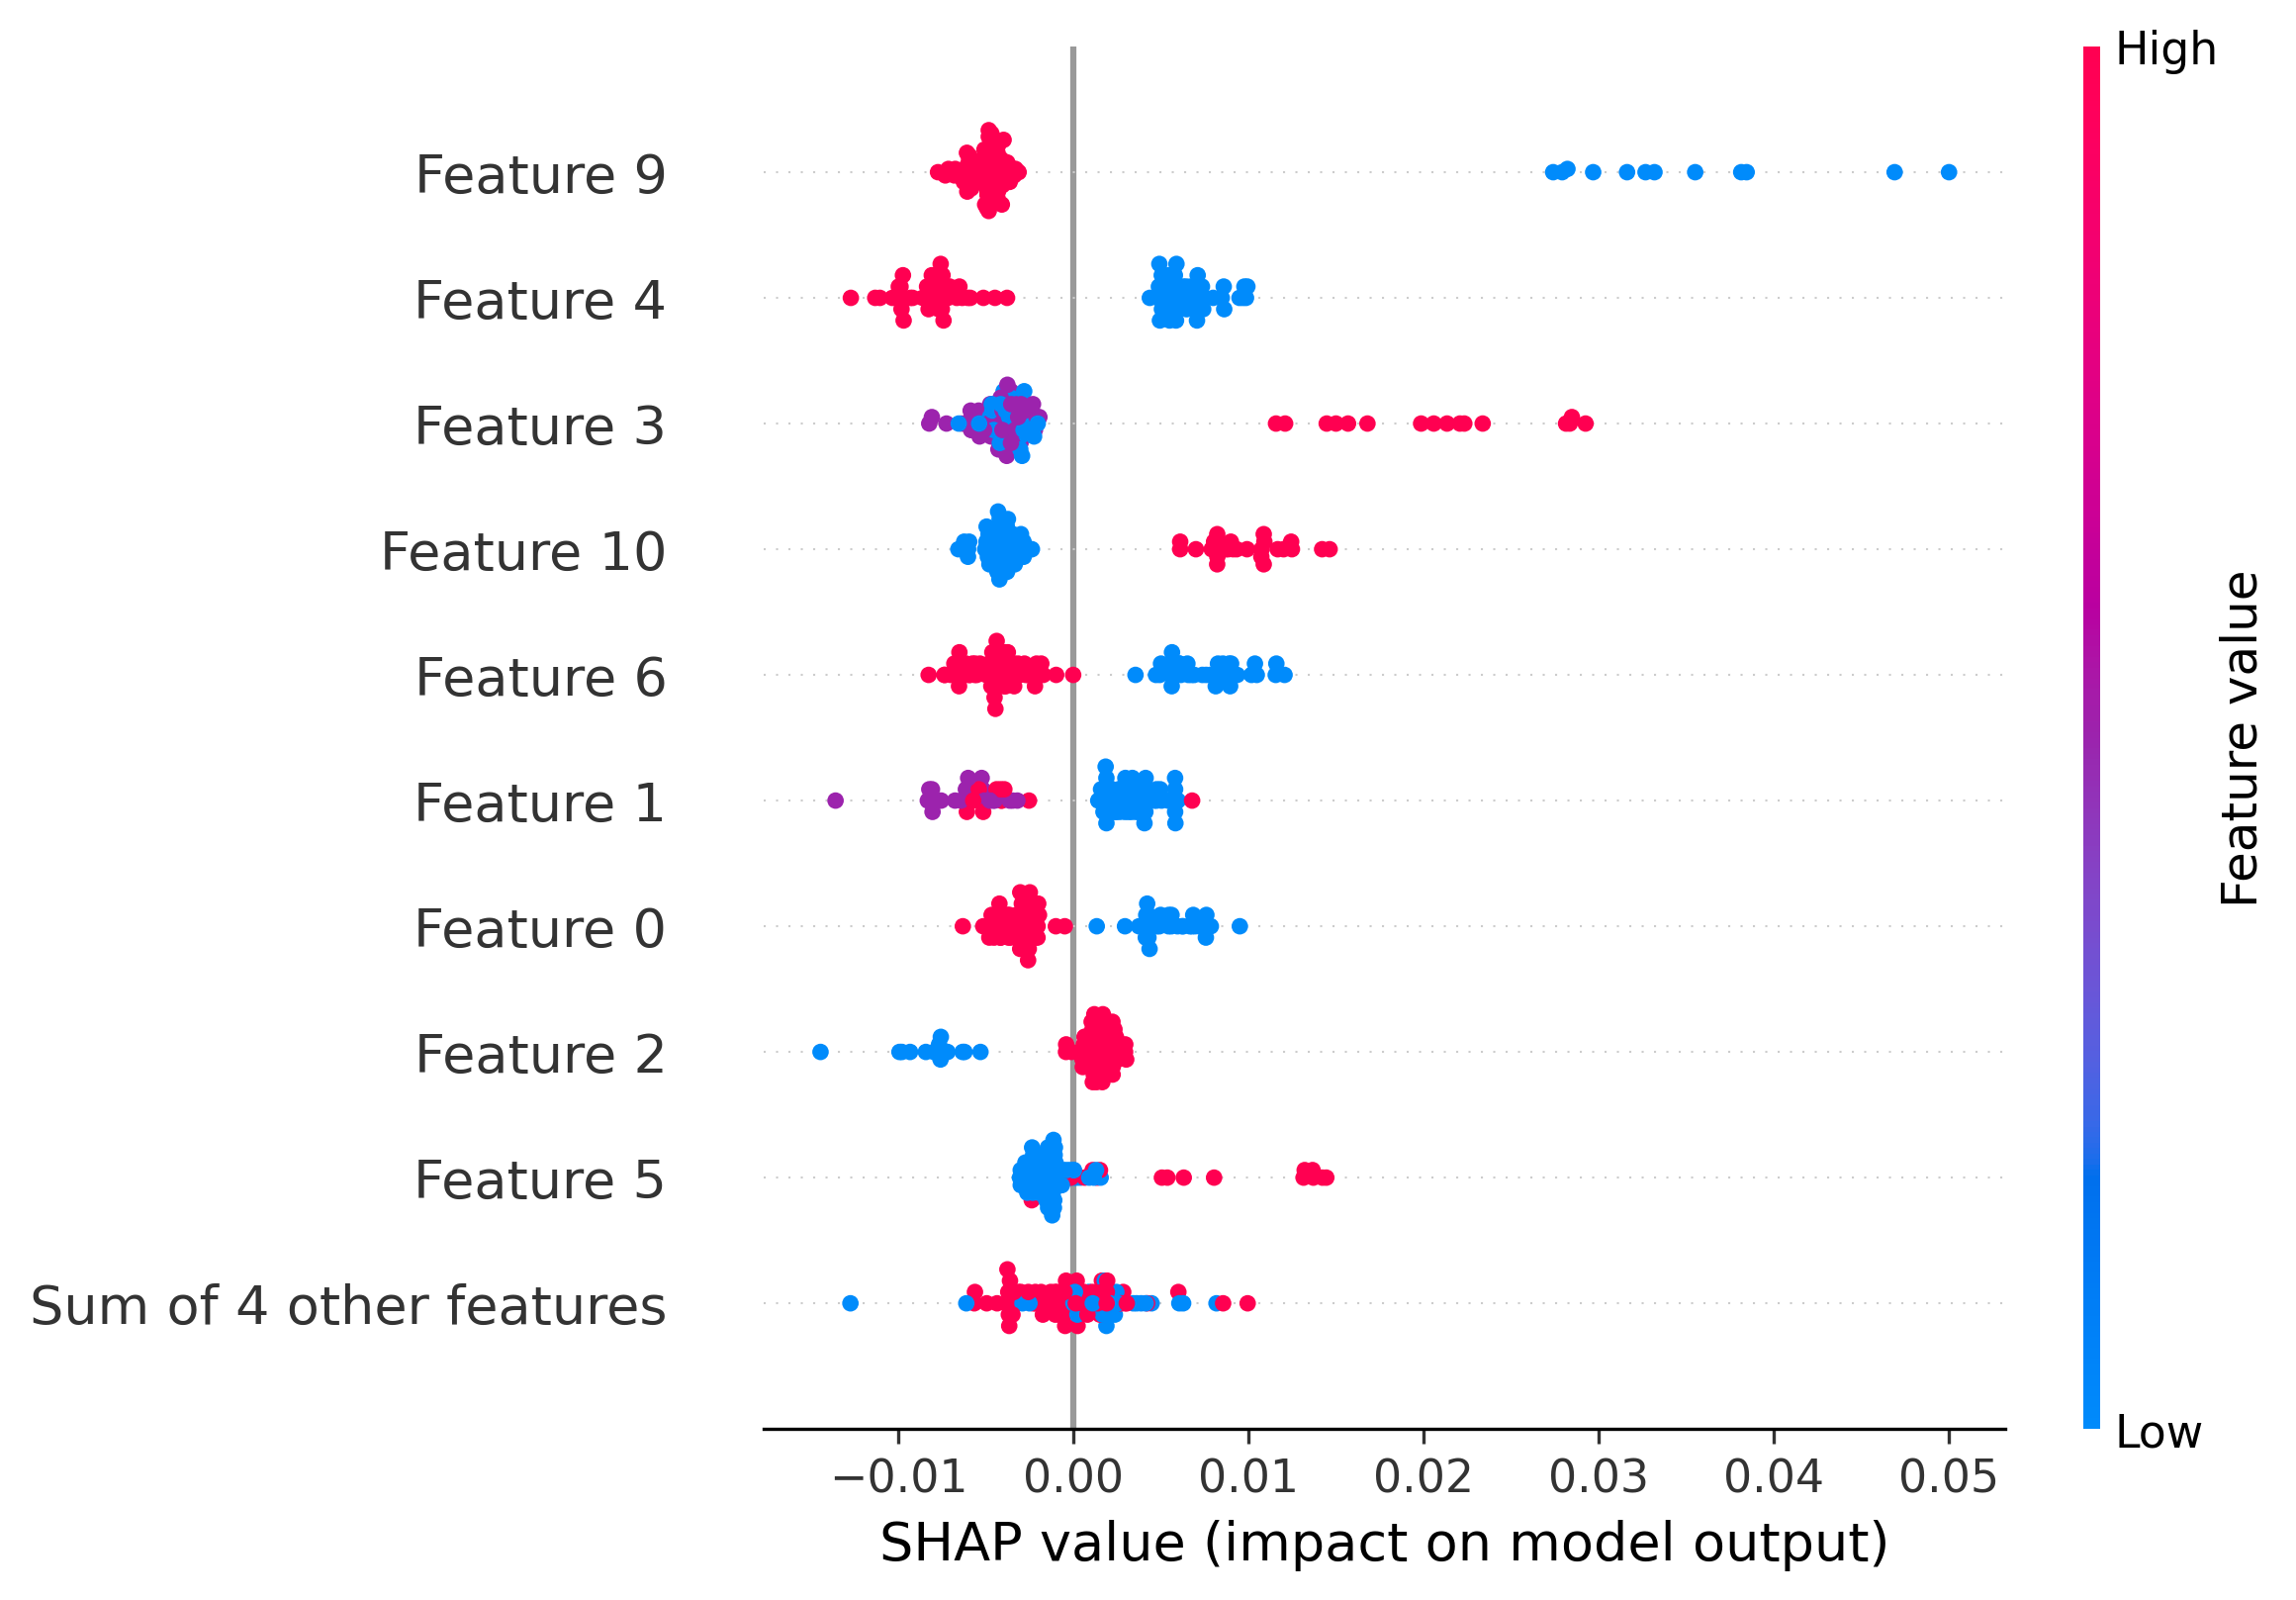 High
Feature 9
Feature 4
Feature 3
Feature 10
Feature 6
Feature 1
Feature 0
Feature 2
Feature 5
Sum of 4 other features
Feature value
Low
−0.01 0.00 0.01 0.02 0.03 0.04 0.05
SHAP value (impact on model output)